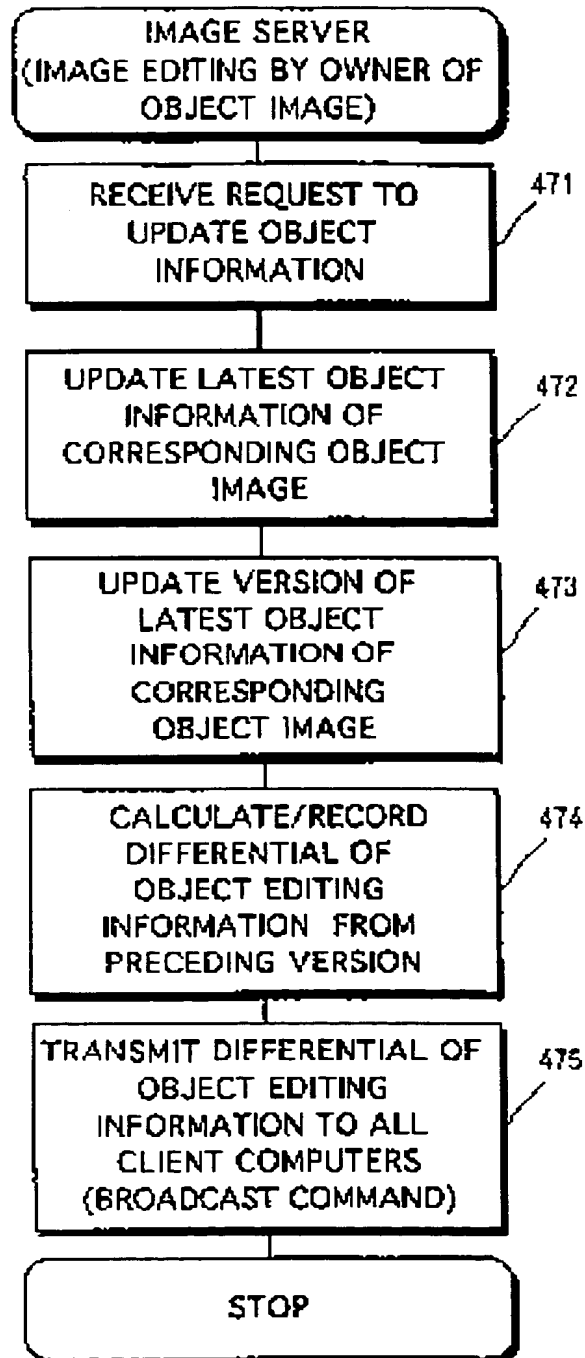 IMAGE SERVER
(IMAGE EDITING BY OWNER OF
OBJECT IMAGE)
RECEIVE REQUEST TO
UPDATE OBJECT
INFORMATION
471
UPDATE LATEST OBJECT
INFORMATION OF
CORRESPONDING OBJECT
IMAGE
472
UPDATE VERSION OF
LATEST OBJECT
INFORMATION OF
CORRESPONDING
OBJECT IMAGE
473
CALCULATE/RECORD
DIFFERENTIAL OF
OBJECT EDITING
INFORMATION FROM
PRECEDING VERSION
474
TRANSMIT DIFFERENTIAL OF
OBJECT EDITING
INFORMATION TO ALL
CLIENT COMPUTERS
(BROADCAST COMMAND)
475
STOP